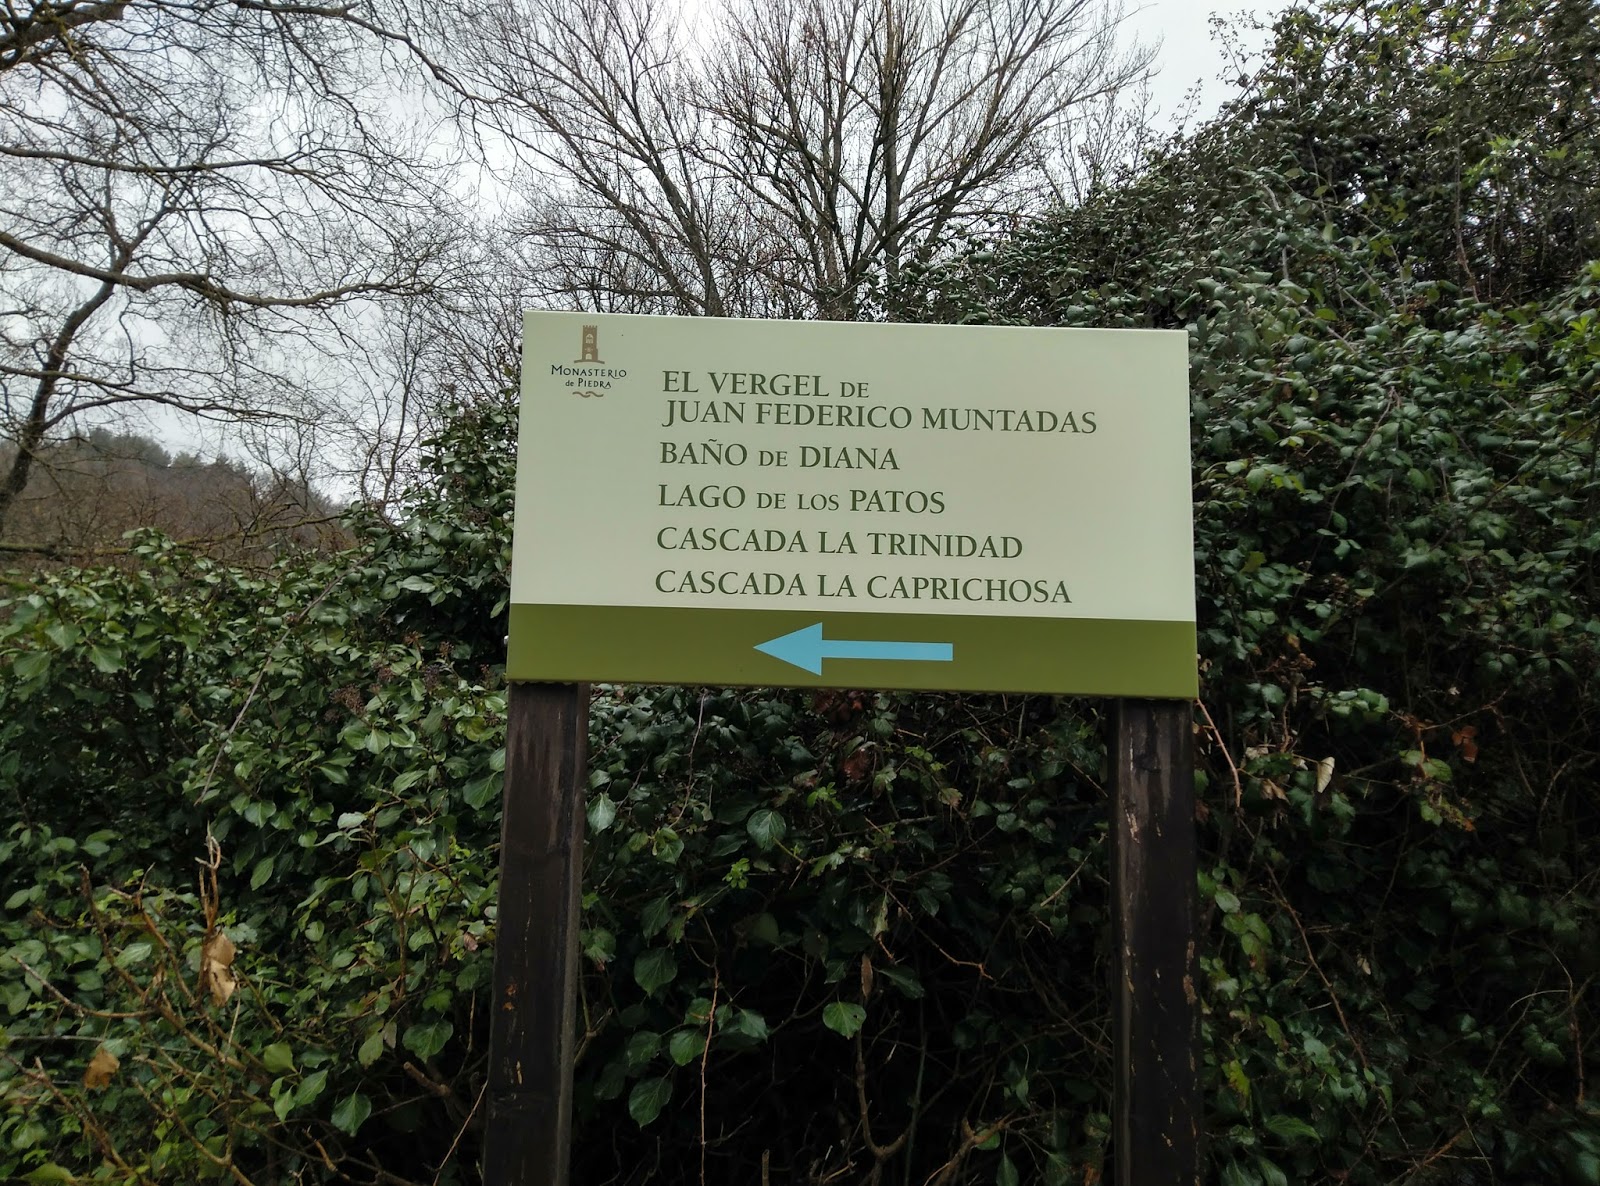 MONASTERIO
de PIEDRA
EL VERGEL DE
JUAN FEDERICO MUNTADAS
BAÑO DE DIANA
LAGO DE LOS PATOS
CASCADA LA TRINIDAD
CASCADA LA CAPRICHOSA